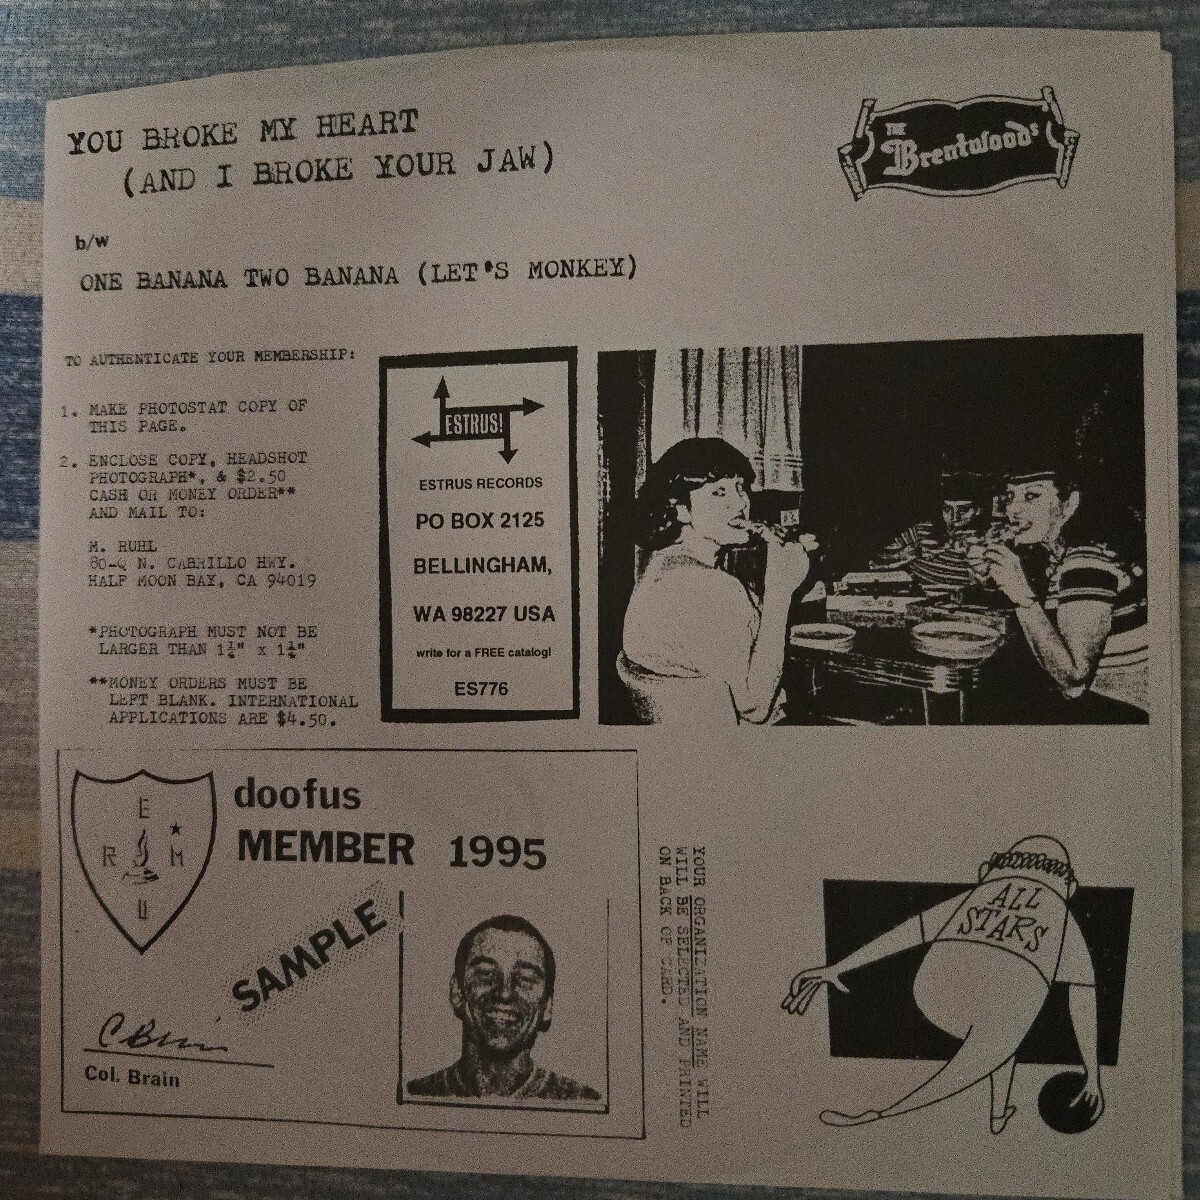 YOU BROKE MY HEART
(AND I BROKE YOUR JAW)
THE
Brentwoods
b/w
ONE BANANA TWO BANANA (LET'S MONKEY)
TO AUTHENTICATE YOUR MEMBERSHIP:
1. MAKE PHOTOSTAT COPY OF
THIS PAGE.
2. ENCLOSE COPY, HEADSHOT
PHOTOGRAPH*, & $2.50
CASH OR MONEY ORDER**
AND MAIL TO:
M. RUHL
80-Q N. CABRILLO HWY.
HALF MOON BAY, CA 94019
*PHOTOGRAPH MUST NOT BE
LARGER THAN 1¼" x 1¼"
**MONEY ORDERS MUST BE
LEFT BLANK. INTERNATIONAL
APPLICATIONS ARE $4.50.
ESTRUS!
ESTRUS RECORDS
PO BOX 2125
BELLINGHAM,
WA 98227 USA
write for a FREE catalog!
ES776
E
R M
U
doofus
MEMBER 1995
SAMPLE
Col. Brain
YOUR ORGANIZATION NAME WILL
WILL BE SELECTED AND PRINTED
ON BACK OF CARD.
ALL
STARS